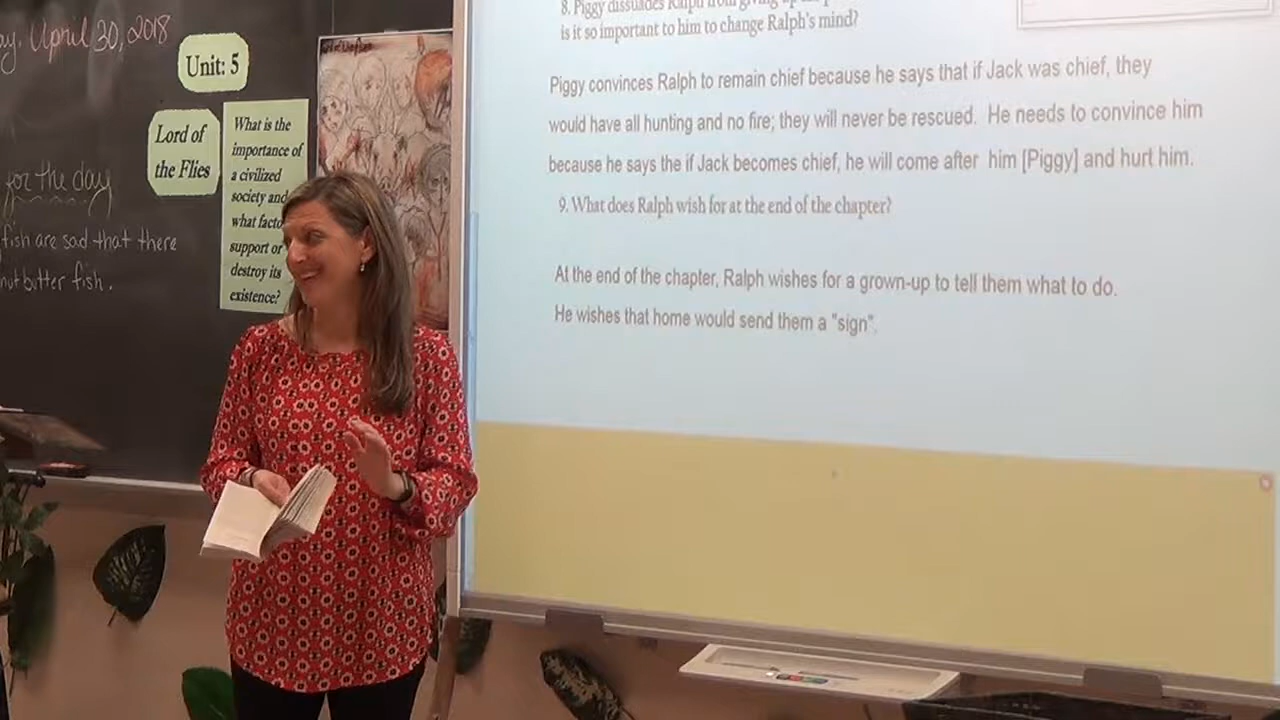 April 30, 2018
Unit: 5
Lord of
the Flies
What is the
importance of
a civilized
society and
what
support or
destroy its
existence?
for the day
fish are sad that there
butter fish.
8. Piggy dissuades Ralph from giving up the
is it so important to him to change Ralph's mind?
Piggy convinces Ralph to remain chief because he says that if Jack was chief, they
would have all hunting and no fire; they will never be rescued. He needs to convince him
because he says the if Jack becomes chief, he will come after him [Piggy] and hurt him.
9. What does Ralph wish for at the end of the chapter?
At the end of the chapter, Ralph wishes for a grown-up to tell them what to do.
He wishes that home would send them a "sign".